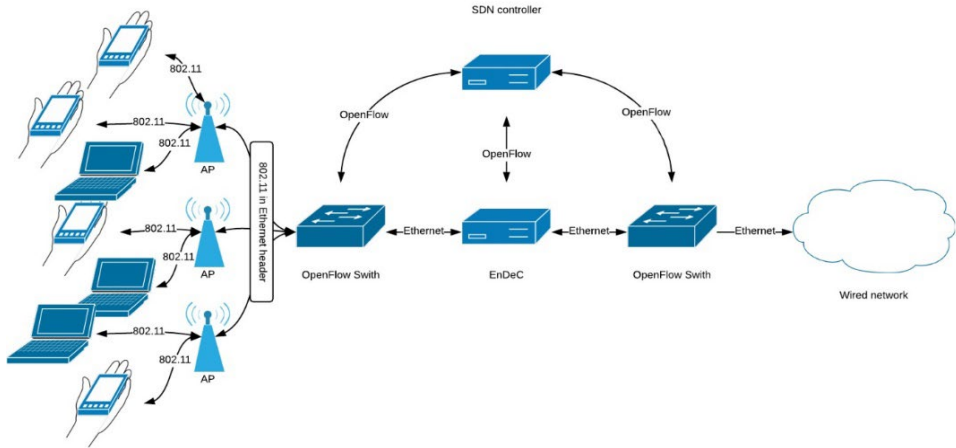 SDN controller
802.11
OpenFlow
OpenFlow
802.11
802.11
AP
OpenFlow
802.11 in Ethernet header
802.11
Ethernet
Ethernet
Ethernet
802.11
AP
OpenFlow Swith
EnDeC
OpenFlow Swith
Wired network
802.11
802.11
AP